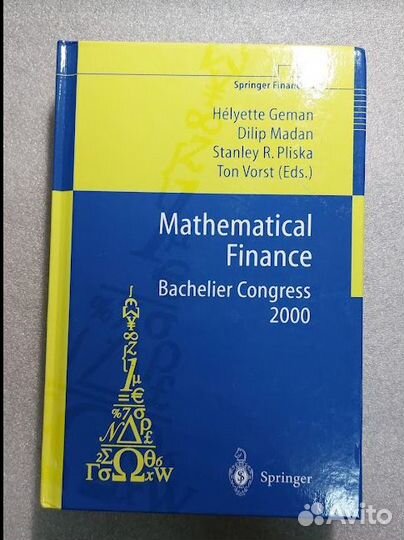 Springer Finance
Hélyette Geman
Dilip Madan
Stanley R. Pliska
Ton Vorst (Eds.)
Mathematical
Finance
Bachelier Congress
2000
Springer
Avito